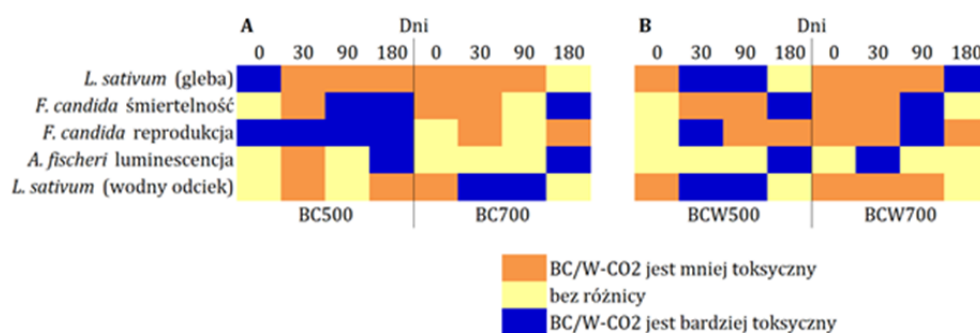 A Dni B Dni
0 30 90 180 0 30 90 180 0 30 90 180 0 30 90 180
L. sativum (gleba)
F. candida śmiertelność
F. candida reprodukcja
A. fischeri luminescencja
L. sativum (wodny odciek)
BC500 BC700 BCW500 BCW700
BC/W-CO2 jest mniej toksyczny
bez różnicy
BC/W-CO2 jest bardziej toksyczny